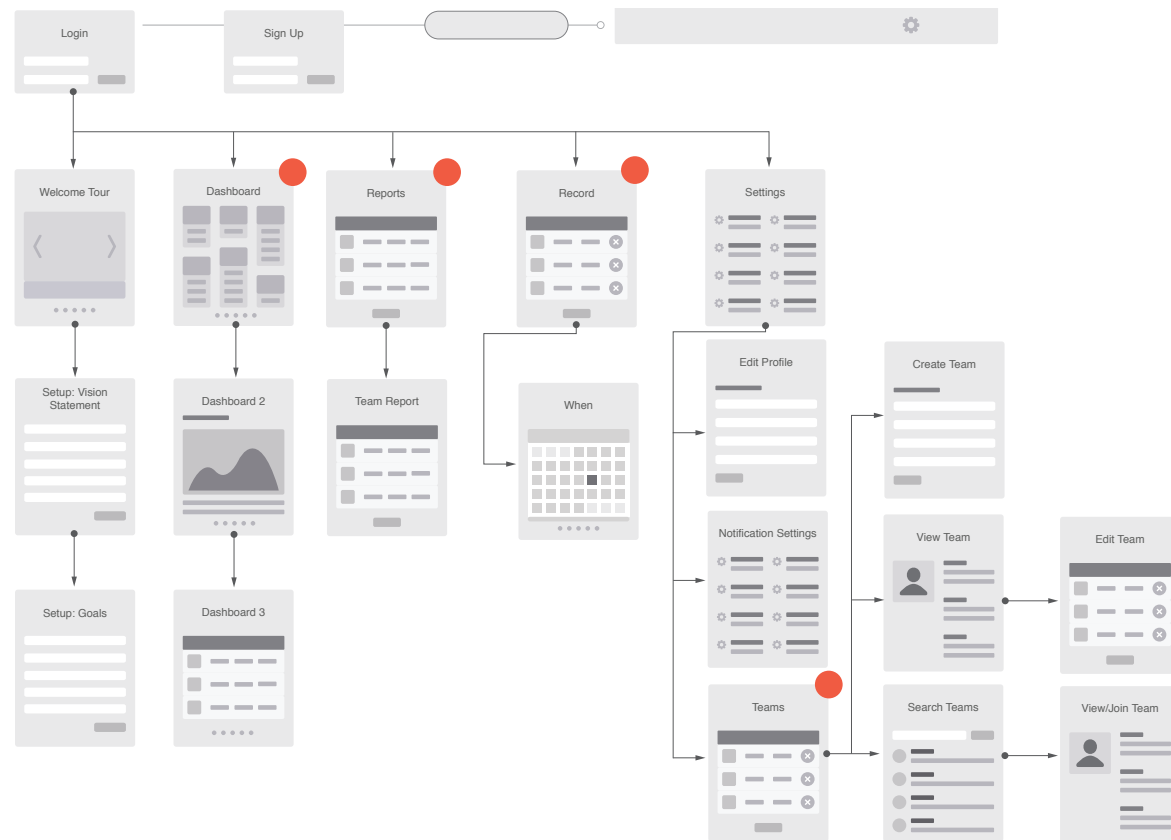 Login
Sign Up
Welcome Tour
Dashboard
Reports
Record
Settings
Edit Profile
Create Team
Setup: Vision
Statement
Dashboard 2
Team Report
When
Notification Settings
View Team
Edit Team
Setup: Goals
Dashboard 3
Teams
Search Teams
View/Join Team